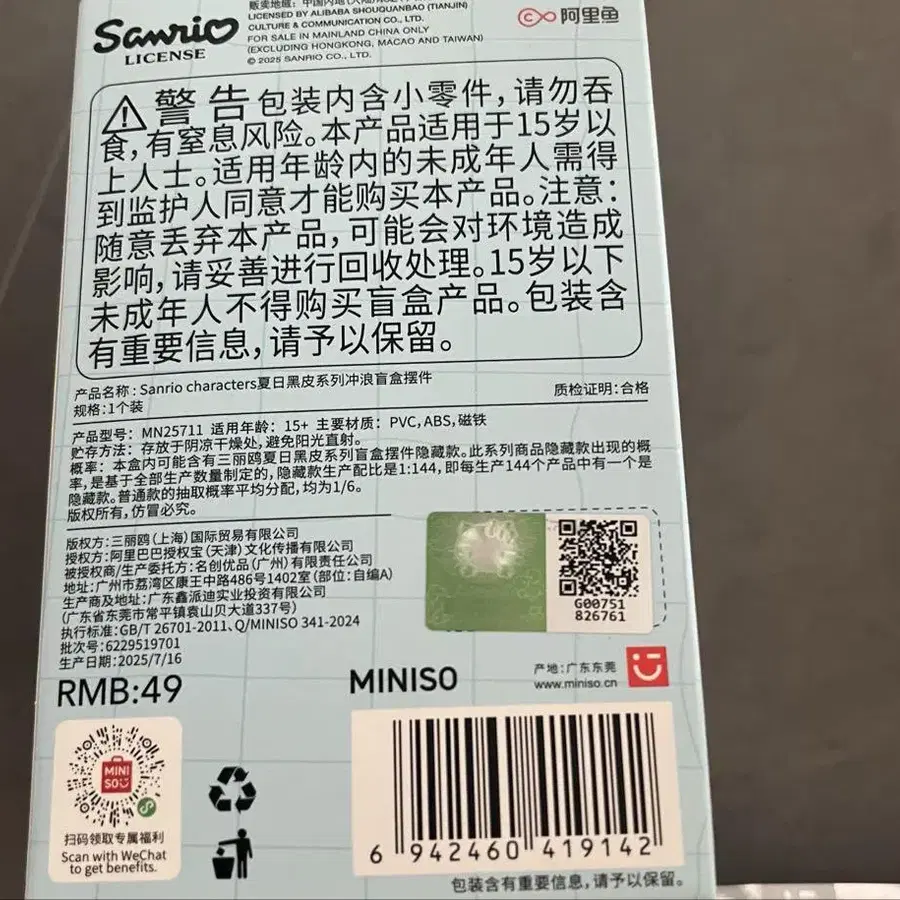 Sanrio
LICENSE
LICENSED BY ALIBABA SHOUQUANBAO (TIANJIN)
CULTURE & COMMUNICATION CO., LTD.
FOR SALE IN MAINLAND CHINA ONLY
(EXCLUDING HONGKONG, MACAO AND TAIWAN)
© 2025 SANRIO CO., LTD.
阿里鱼
警告包装内含小零件,请勿吞
食,有窒息风险。本产品适用于15岁以
上人士。适用年龄内的未成年人需得
到监护人同意才能购买本产品。注意:
随意丢弃本产品,可能会对环境造成
影响,请妥善进行回收处理。15岁以下
未成年人不得购买盲盒产品。包装含
有重要信息,请予以保留。
产品名称:Sanrio characters夏日黑皮系列冲浪盲盒摆件
规格:1个装
质检证明:合格
产品型号: MN25711 适用年龄: 15+ 主要材质: PVC,ABS,磁铁
贮存方法: 存放于阴凉干燥处,避免阳光直射。
概率: 本盒内可能含有三丽鸥夏日黑皮系列盲盒摆件隐藏款。此系列商品隐藏款出现的概
率,是基于全部生产数量制定的,隐藏款生产配比是1:144,即每生产144个产品中有一个是
隐藏款。普通款的抽取概率平均分配,均为1/6。
版权所有,仿冒必究。
版权方:三丽鸥(上海)国际贸易有限公司
授权方:阿里巴巴授权宝(天津)文化传播有限公司
被授权商/生产委托方:名创优品(广州)有限责任公司
地址:广州市荔湾区康王中路486号1402室(部位:自编A)
生产商及地址:广东鑫派迪实业投资有限公司
(广东省东莞市常平镇袁山贝大道337号)
执行标准:GB/T 26701-2011、Q/MINISO 341-2024
批次号:6229519701
生产日期:2025/7/16
G00751
826761
RMB:49
MINISO
产地:广东东莞
www.miniso.cn
MINI
SO
扫码领取专属福利
Scan with WeChat
to get benefits.
6 942460 419142
包装含有重要信息,请予以保留。